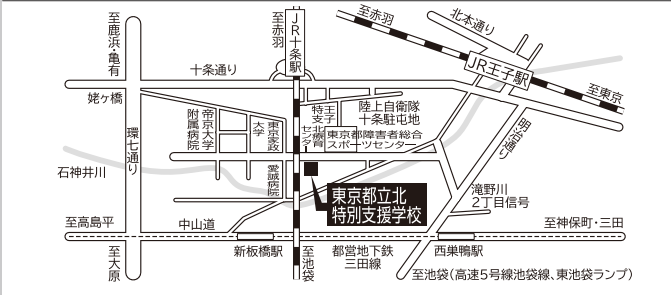 至鹿浜・亀有
至赤羽
JR十条駅
至赤羽
北本通り
JR王子駅
至東京
十条通り
姥ヶ橋
環七通り
帝京大学
附属病院
東京家政
大学
北療育
センター
王子
特支
陸上自衛隊
十条駐屯地
東京都障害者総合
スポーツセンター
明治通り
石神井川
愛誠病院
東京都立北
特別支援学校
滝野川
2丁目信号
至高島平
中山道
至神保町・三田
至大原
新板橋駅
至池袋
都営地下鉄
三田線
西巣鴨駅
至池袋(高速5号線池袋線、東池袋ランプ)